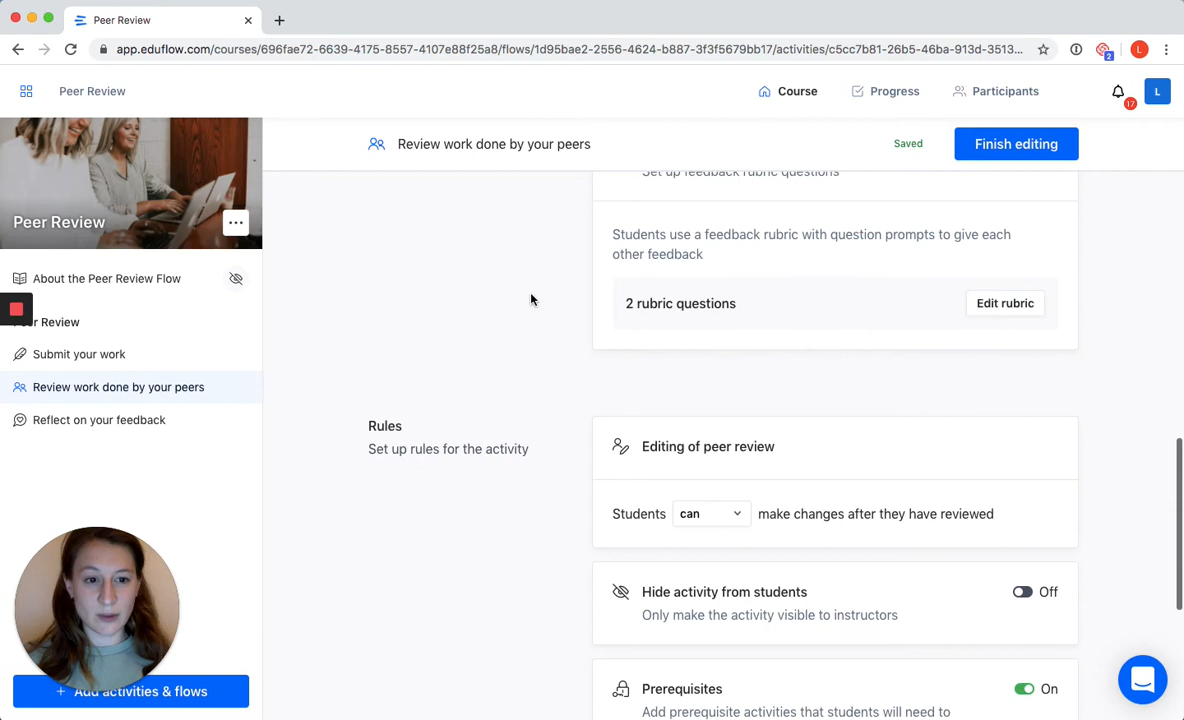 Peer Review
app.eduflow.com/courses/696fae72-6639-4175-8557-4107e88f25a8/flows/1d95bae2-2556-4624-b887-3f3f5679bb17/activities/c5cc7b81-26b5-46ba-913d-3513...
2
L
Peer Review
Course
Progress
Participants
17
L
Peer Review
Review work done by your peers
Saved
Finish editing
Set up feedback rubric questions
Students use a feedback rubric with question prompts to give each
other feedback
2 rubric questions
Edit rubric
About the Peer Review Flow
r Review
Submit your work
Review work done by your peers
Reflect on your feedback
Add activities & flows
Rules
Set up rules for the activity
Editing of peer review
Students can make changes after they have reviewed
Hide activity from students
Off
Only make the activity visible to instructors
Prerequisites
On
Add prerequisite activities that students will need to